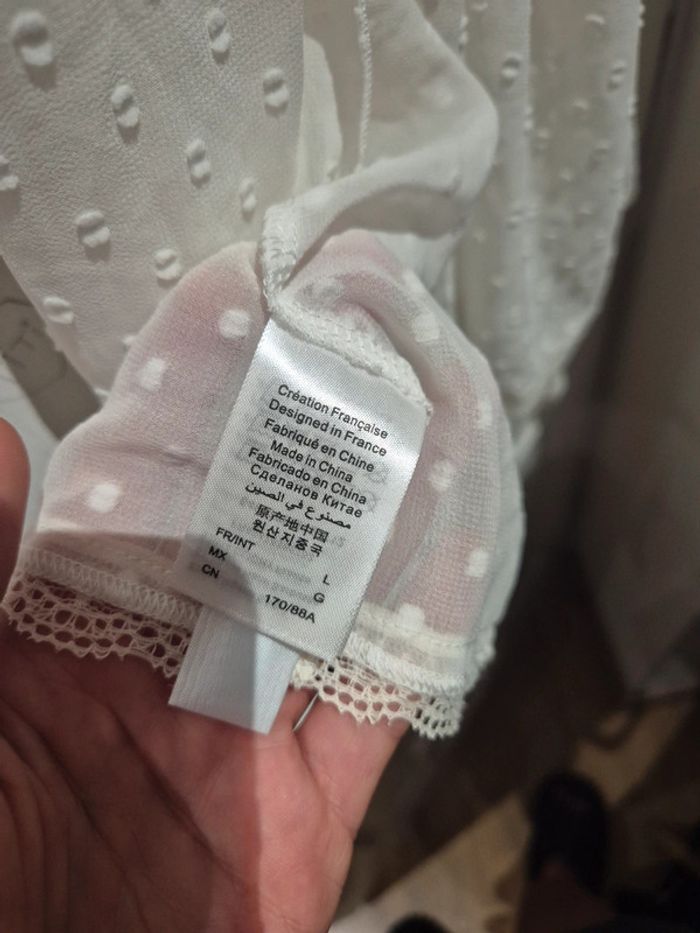 Création Française
Designed in France
Fabriqué en Chine
Made in China
Fabricado en China
Сделанов Китае
مصنوع في الصين
原产地中国
원산지중국
FR/INT L
MX G
CN 170/88A